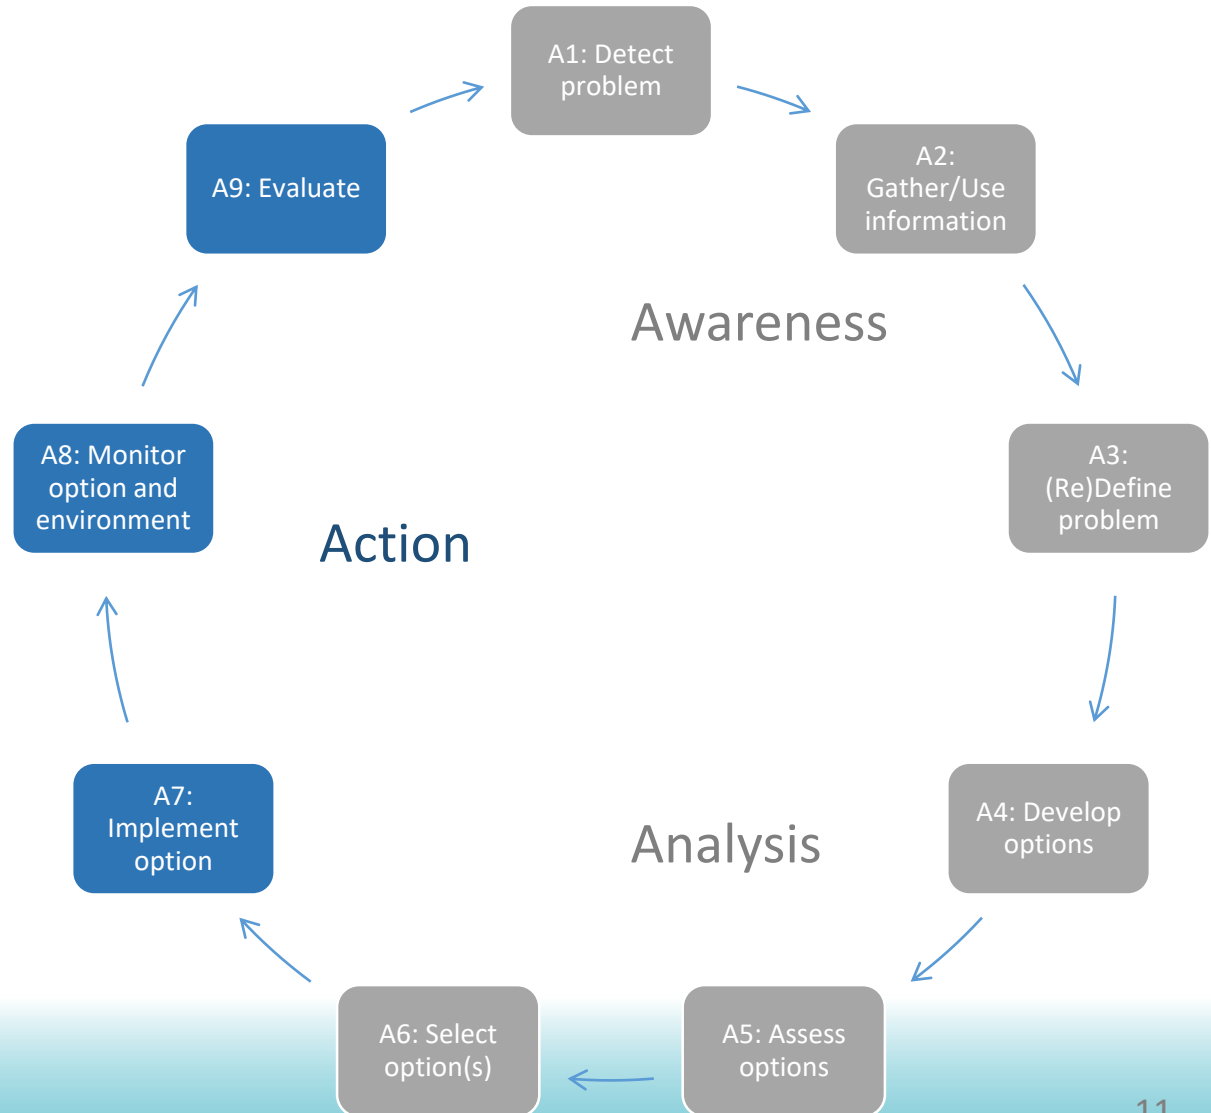 A1: Detect
problem
A2:
Gather/Use
information
A3:
(Re)Define
problem
A4: Develop
options
A5: Assess
options
A6: Select
option(s)
A7:
Implement
option
A8: Monitor
option and
environment
A9: Evaluate
Awareness
Action
Analysis
11